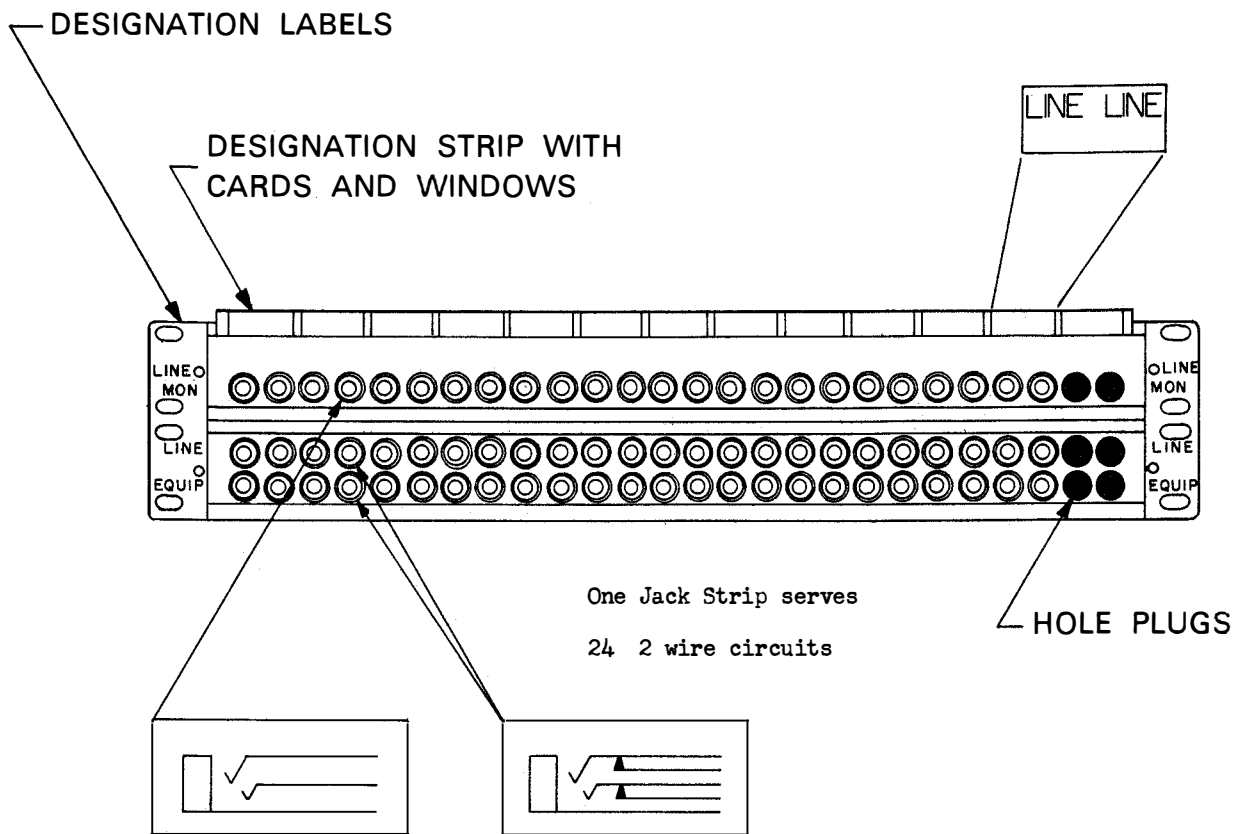 DESIGNATION LABELS
LINE LINE
DESIGNATION STRIP WITH
CARDS AND WINDOWS
LINE
MON
LINE
EQUIP
LINE
MON
LINE
EQUIP
One Jack Strip serves
24 2 wire circuits
HOLE PLUGS